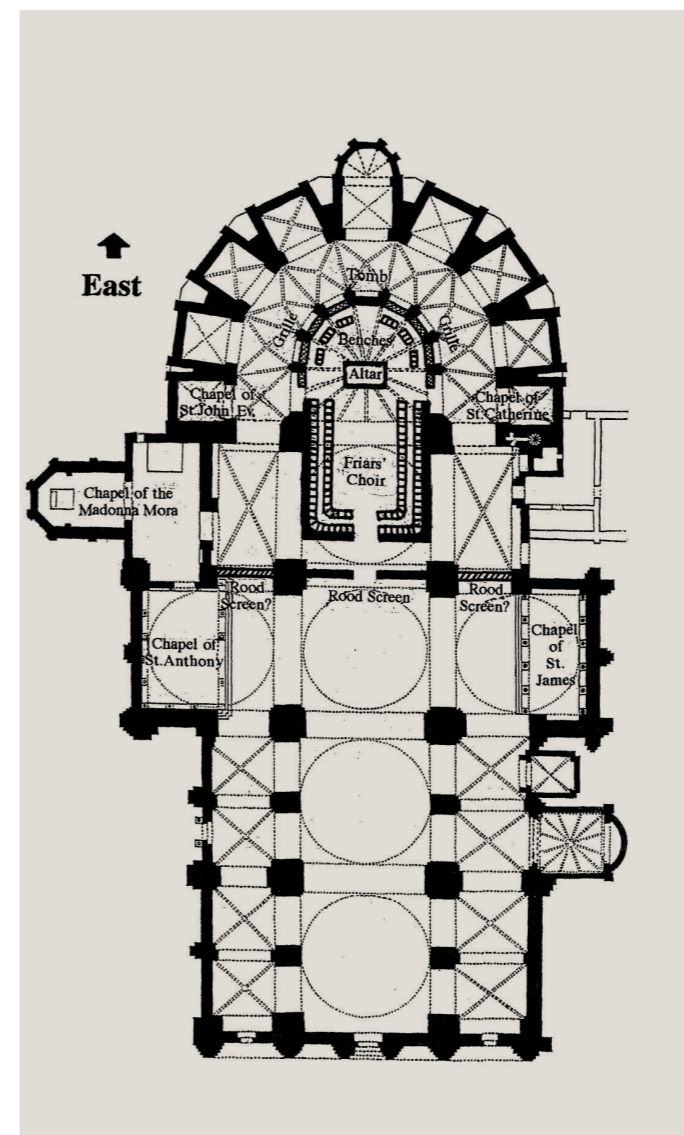 East
Tomb
Grille
Grille
Benches
Altar
Chapel of
St.John Ev.
Chapel of
St.Catherine
Friars'
Choir
Chapel of the
Madonna Mora
Rood
Screen?
Rood Screen
Rood
Screen?
Chapel of
St.Anthony
Chapel
of
St.
James